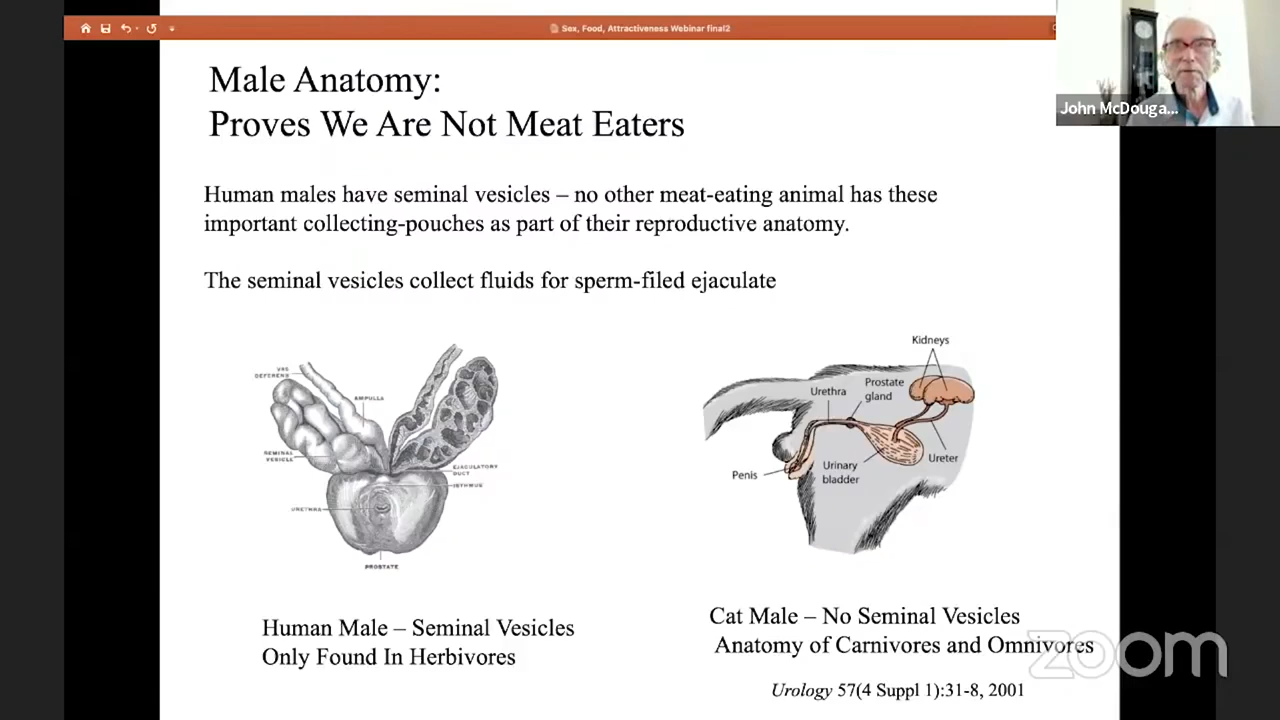 Sex, Food, Attractiveness Webinar final2
John McDouga...
Male Anatomy:
Proves We Are Not Meat Eaters
Human males have seminal vesicles – no other meat-eating animal has these
important collecting-pouches as part of their reproductive anatomy.
The seminal vesicles collect fluids for sperm-filed ejaculate
VAS
DEFERENS
AMPULLA
SEMINAL
VESICLE
EJACULATORY
DUCT
ISTHMUS
URETHRA
PROSTATE
Kidneys
Urethra
Prostate
gland
Penis
Urinary
bladder
Ureter
Human Male – Seminal Vesicles
Only Found In Herbivores
Cat Male – No Seminal Vesicles
Anatomy of Carnivores and Omnivores
zoom
Urology 57(4 Suppl 1):31-8, 2001